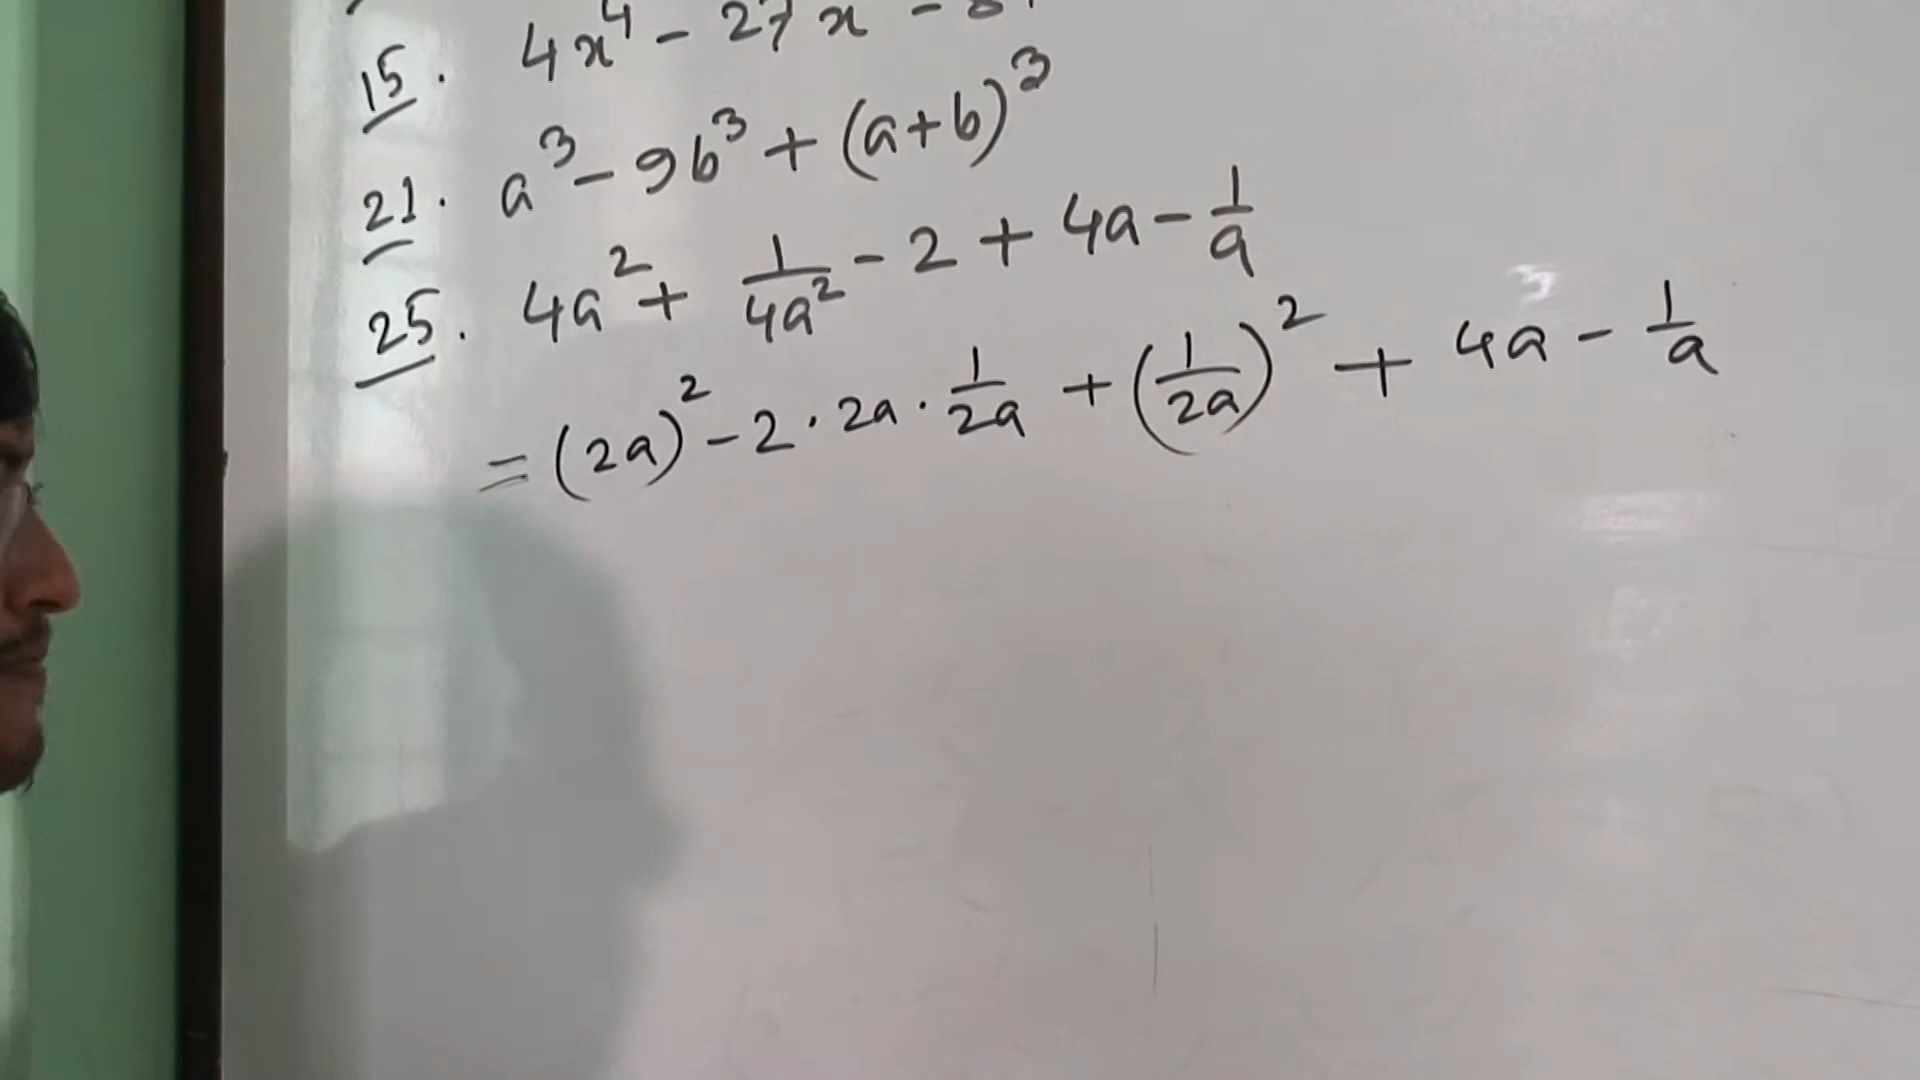 15. 4x⁴ - 27x -
21. a³ - 9b³ + (a+b)³
25. 4a² + 1/4a² - 2 + 4a - 1/a
= (2a)² - 2 · 2a · 1/2a + (1/2a)² + 4a - 1/a